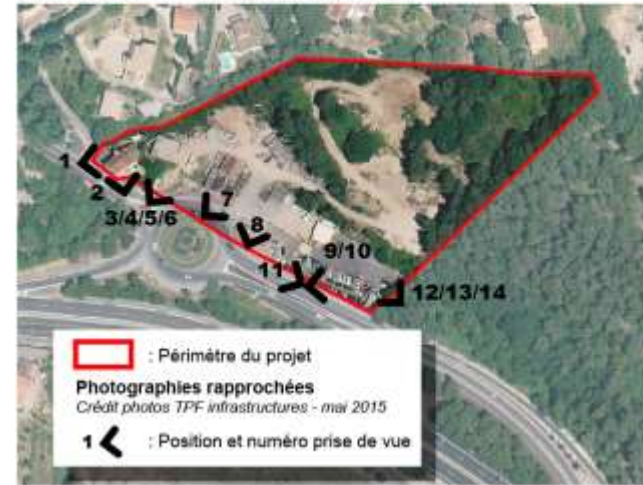 1
2
3/4/5/6
7
8
9/10
11
12/13/14
: Périmètre du projet
Photographies rapprochées
Crédit photos TPF infrastructures - mai 2015
1 : Position et numéro prise de vue